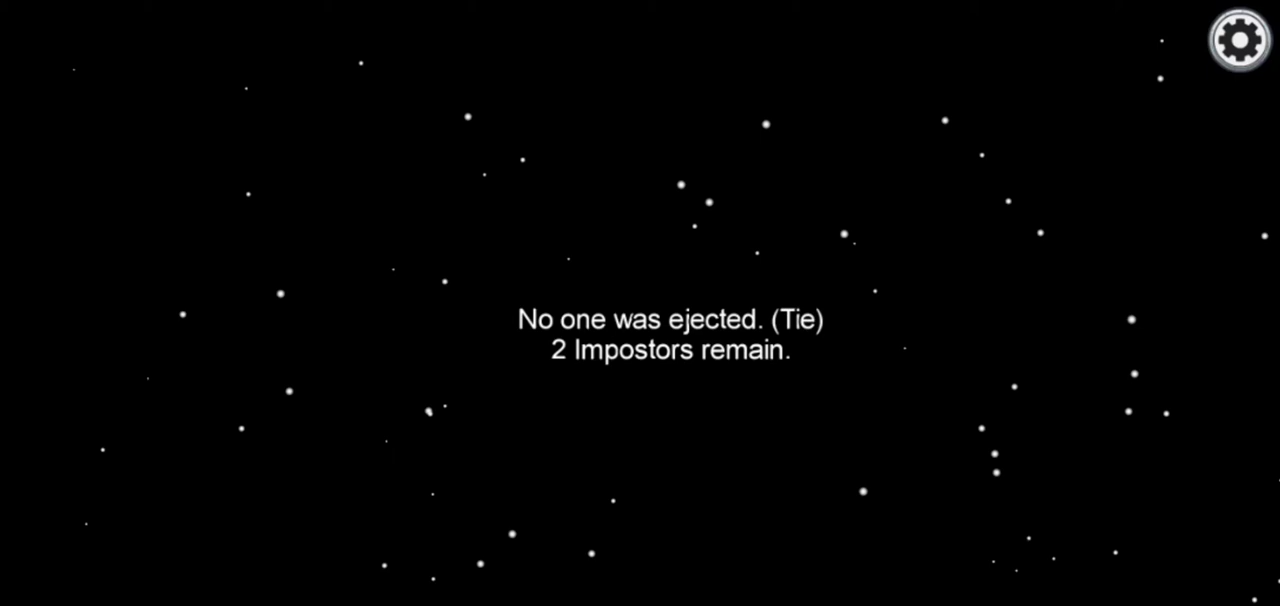 No one was ejected. (Tie)
2 Impostors remain.